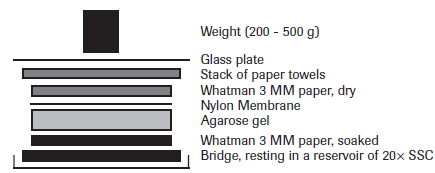 Weight (200 - 500 g)
Glass plate
Stack of paper towels
Whatman 3 MM paper, dry
Nylon Membrane
Agarose gel
Whatman 3 MM paper, soaked
Bridge, resting in a reservoir of 20× SSC